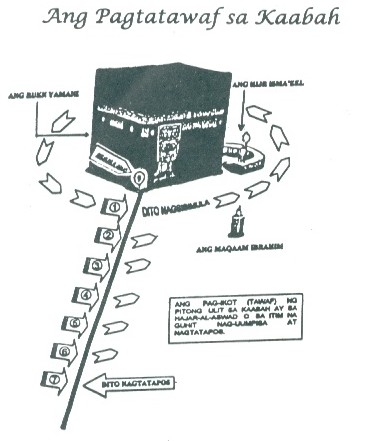 Ang Pagtatawaf sa Kaabah
ANG RUKN YAMANI
ANG HIJR ISMA'EEL
1
DITO NAGSISIMULA
2
ANG MAQAAM IBRAHIM
3
4
ANG PAG-IKOT (TAWAF) NG
PITONG ULIT SA KAABAH AY SA
HAJAR-AL-ASWAD O SA ITIM NA
GUHIT NAG-UUMPISA AT
NAGTATAPOS.
5
6
7
DITO NAGTATAPOS